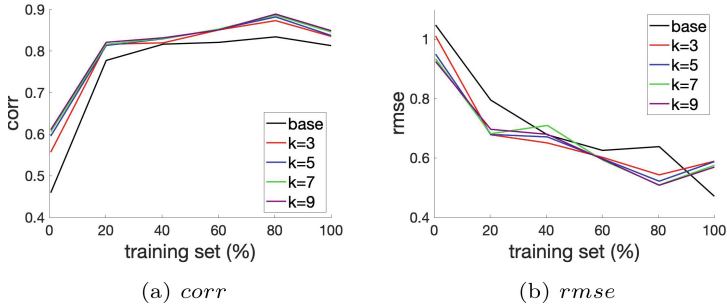 0.9
0.8
0.7
0.6
0.5
0.4
corr
0 20 40 60 80 100
training set (%)
base
k=3
k=5
k=7
k=9
(a) corr
1
0.8
0.6
0.4
rmse
0 20 40 60 80 100
training set (%)
base
k=3
k=5
k=7
k=9
(b) rmse